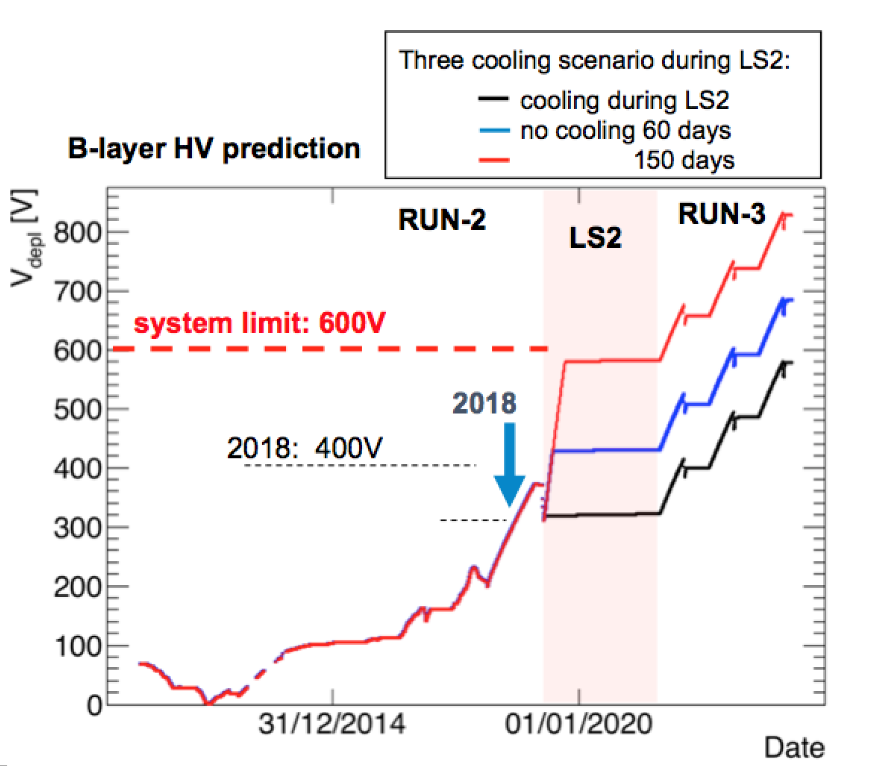 Three cooling scenario during LS2:
cooling during LS2
no cooling 60 days
150 days
B-layer HV prediction
V_depl [V]
RUN-2
LS2
RUN-3
800
700
system limit: 600V
600
500
2018
2018: 400V
400
300
200
100
0
31/12/2014
01/01/2020
Date